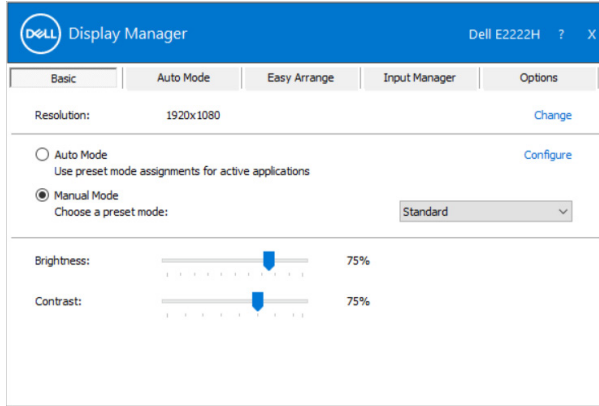 DELL Display Manager Dell E2222H ? X
Basic Auto Mode Easy Arrange Input Manager Options
Resolution: 1920x1080 Change
Auto Mode Configure
Use preset mode assignments for active applications
Manual Mode
Choose a preset mode: Standard
Brightness: 75%
Contrast: 75%